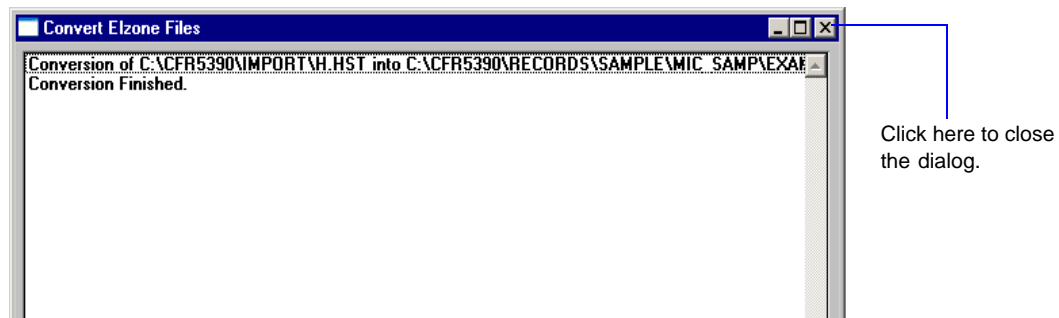 Convert Elzone Files
Conversion of C:\CFR5390\IMPORT\H.HST into C:\CFR5390\RECORDS\SAMPLE\MIC_SAMP\EXA
Conversion Finished.
Click here to close
the dialog.